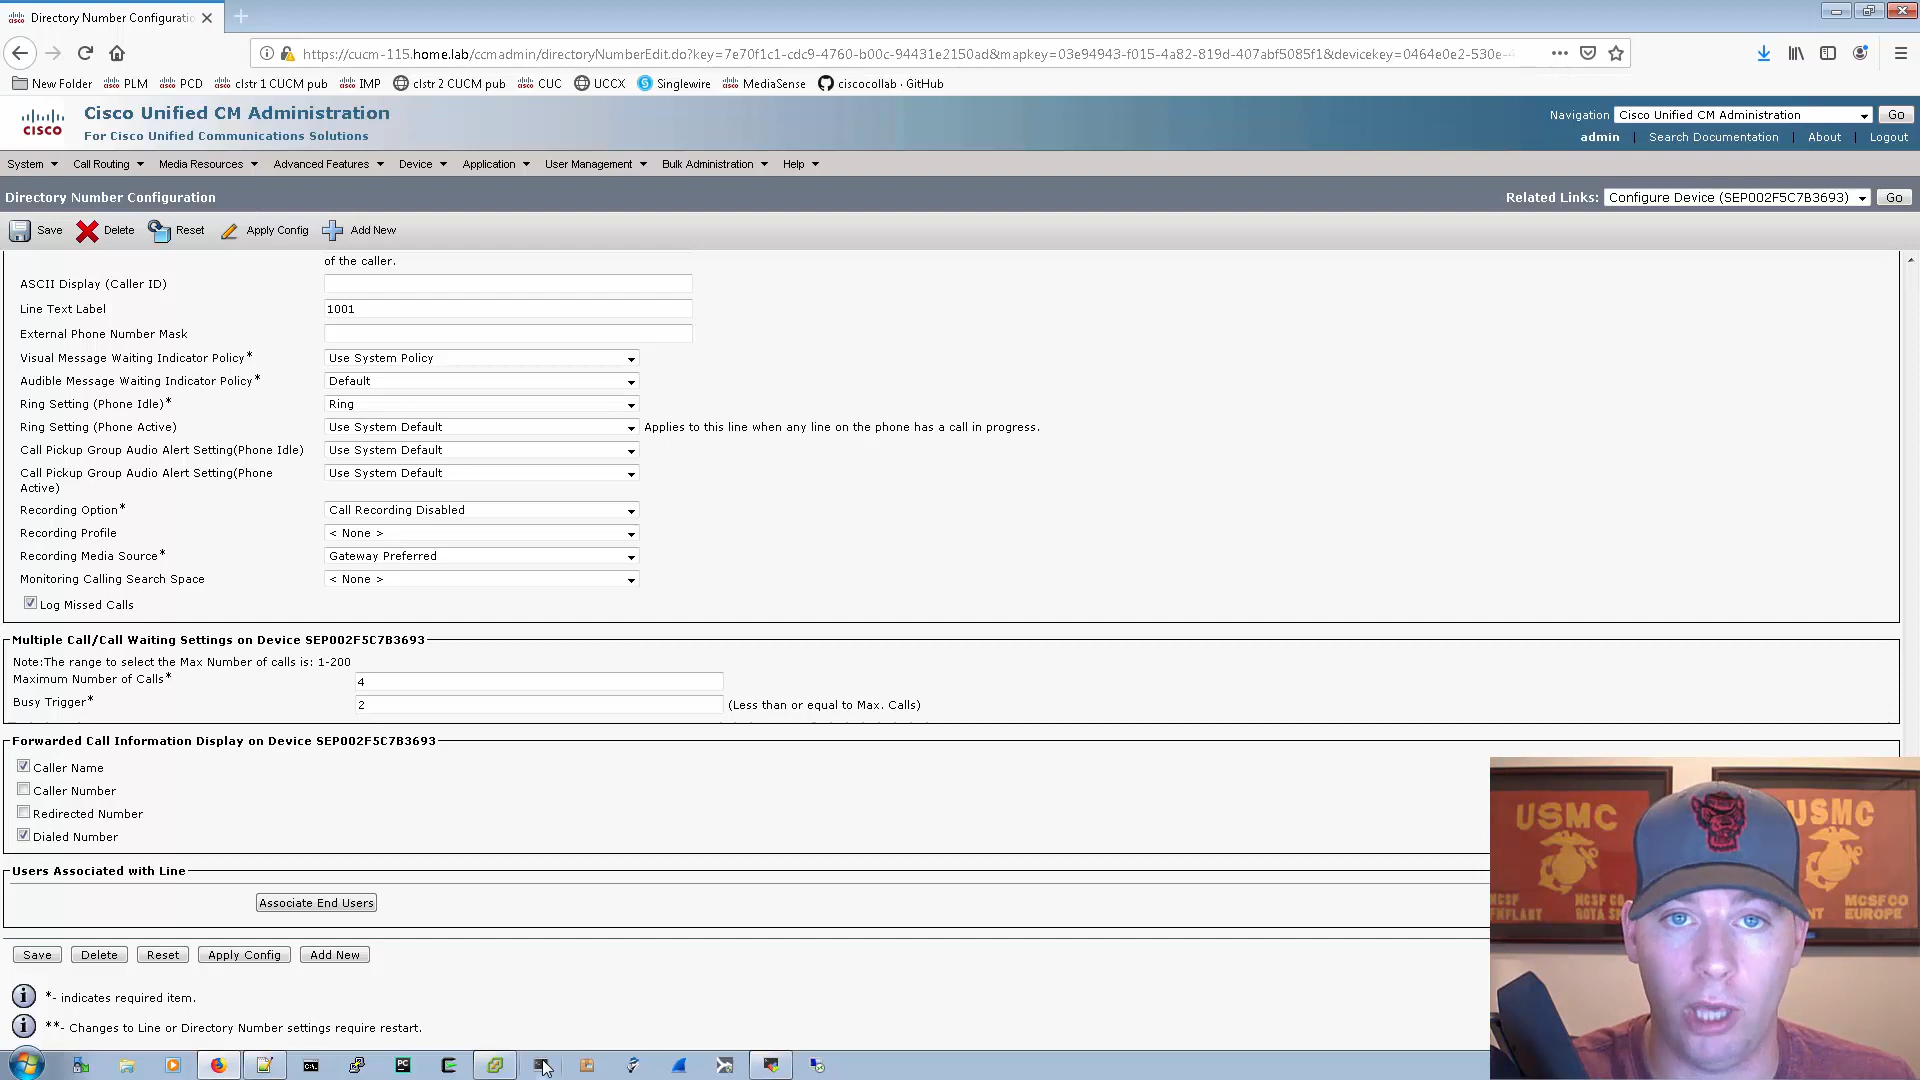 Directory Number Configuratio
https://cucm-115.home.lab/ccmadmin/directoryNumberEdit.do?key=7e70f1c1-cdc9-4760-b00c-94431e2150ad&mapkey=03e94943-f015-4a82-819d-407abf5085f1&devicekey=0464e0e2-530e-4
New Folder PLM PCD clstr 1 CUCM pub IMP clstr 2 CUCM pub CUC UCCX Singlewire MediaSense ciscocollab · GitHub
CISCO
Cisco Unified CM Administration
For Cisco Unified Communications Solutions
Navigation Cisco Unified CM Administration Go
admin Search Documentation About Logout
System Call Routing Media Resources Advanced Features Device Application User Management Bulk Administration Help
Directory Number Configuration Related Links: Configure Device (SEP002F5C7B3693) Go
Save Delete Reset Apply Config Add New
of the caller.
ASCII Display (Caller ID)
Line Text Label 1001
External Phone Number Mask
Visual Message Waiting Indicator Policy* Use System Policy
Audible Message Waiting Indicator Policy* Default
Ring Setting (Phone Idle)* Ring
Ring Setting (Phone Active) Use System Default Applies to this line when any line on the phone has a call in progress.
Call Pickup Group Audio Alert Setting(Phone Idle) Use System Default
Call Pickup Group Audio Alert Setting(Phone Use System Default
Active)
Recording Option* Call Recording Disabled
Recording Profile < None >
Recording Media Source* Gateway Preferred
Monitoring Calling Search Space < None >
Log Missed Calls
Multiple Call/Call Waiting Settings on Device SEP002F5C7B3693
Note:The range to select the Max Number of calls is: 1-200
Maximum Number of Calls* 4
Busy Trigger* 2 (Less than or equal to Max. Calls)
Forwarded Call Information Display on Device SEP002F5C7B3693
Caller Name
Caller Number
Redirected Number
Dialed Number
Users Associated with Line
Associate End Users
Save Delete Reset Apply Config Add New
*- indicates required item.
**- Changes to Line or Directory Number settings require restart.
USMC
USMC
MCSF CO
EUROPE